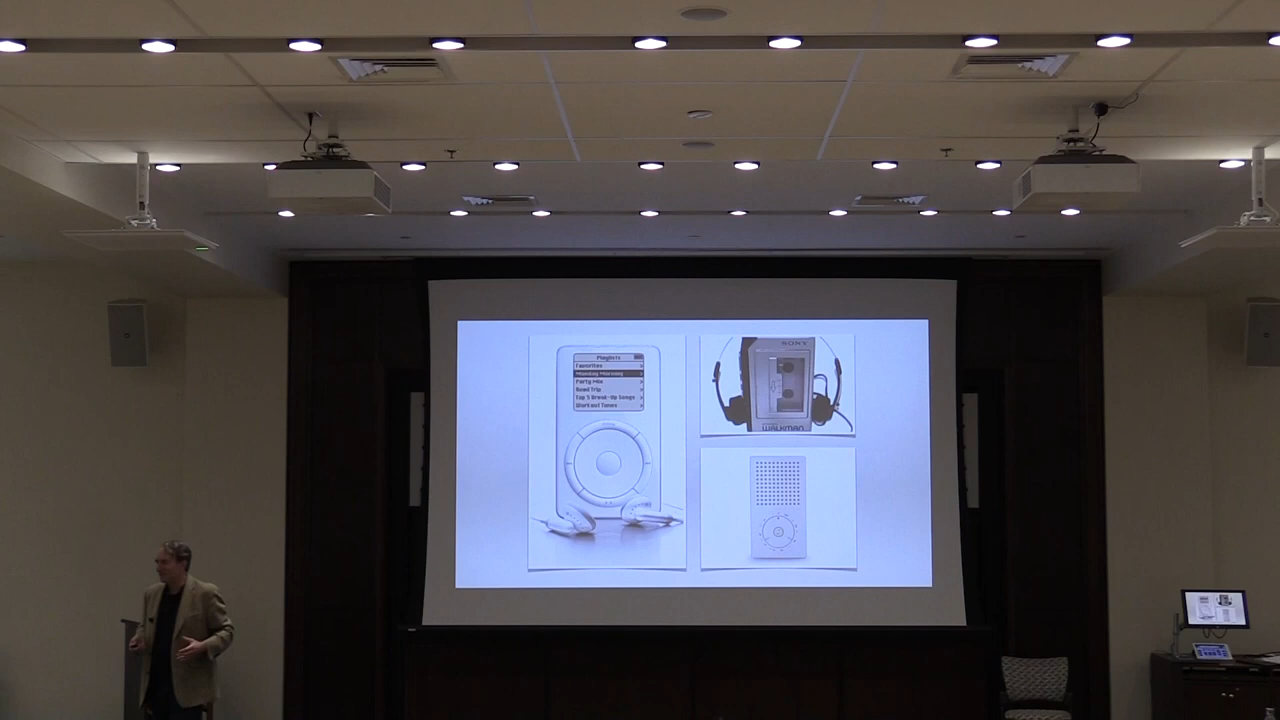 Playlists
Favorites
Monday Morning
Party Mix
Road Trip
Top 5 Break-Up Songs
Workout Tunes
SONY
WALKMAN